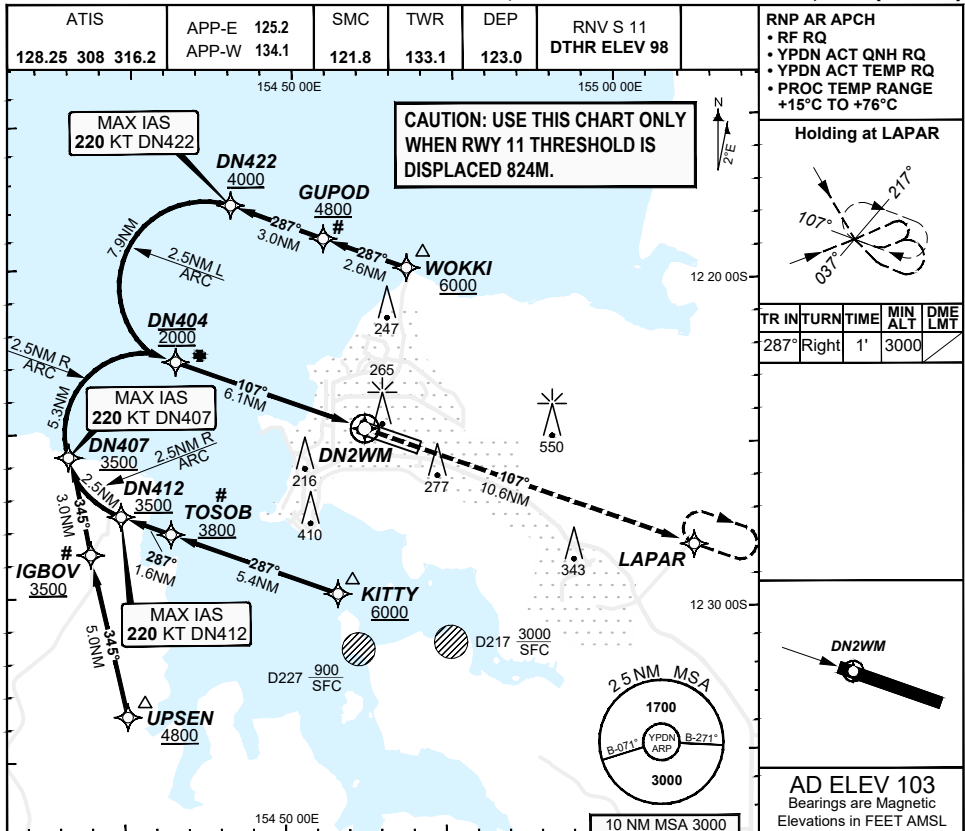 ATIS
128.25 308 316.2
APP-E 125.2
APP-W 134.1
SMC
121.8
TWR
133.1
DEP
123.0
RNV S 11
DTHR ELEV 98
RNP AR APCH
• RF RQ
• YPDN ACT QNH RQ
• YPDN ACT TEMP RQ
• PROC TEMP RANGE
+15°C TO +76°C
154 50 00E
155 00 00E
MAX IAS
220 KT DN422
CAUTION: USE THIS CHART ONLY
WHEN RWY 11 THRESHOLD IS
DISPLACED 824M.
N
2°E
DN422
4000
GUPOD
4800
#
287°
3.0NM
287°
2.6NM
WOKKI
6000
7.9NM
2.5NM L
ARC
12 20 00S
Holding at LAPAR
217°
107°
037°
TR IN TURN TIME MIN ALT DME LMT
287° Right 1' 3000
247
DN404
2000
2.5NM R
ARC
5.3NM
107°
6.1NM
265
550
MAX IAS
220 KT DN407
DN407
3500
2.5NM R
ARC
DN2WM
216
277
107°
10.6NM
2.5NM
DN412
3500
#
TOSOB
3800
410
343
LAPAR
345°
3.0NM
#
IGBOV
3500
287°
1.6NM
287°
5.4NM
KITTY
6000
12 30 00S
MAX IAS
220 KT DN412
345°
5.0NM
D227 900
SFC
D217 3000
SFC
UPSEN
4800
25 NM MSA
1700
B-071°
YPDN
ARP
B-271°
3000
10 NM MSA 3000
DN2WM
AD ELEV 103
Bearings are Magnetic
Elevations in FEET AMSL
154 50 00E